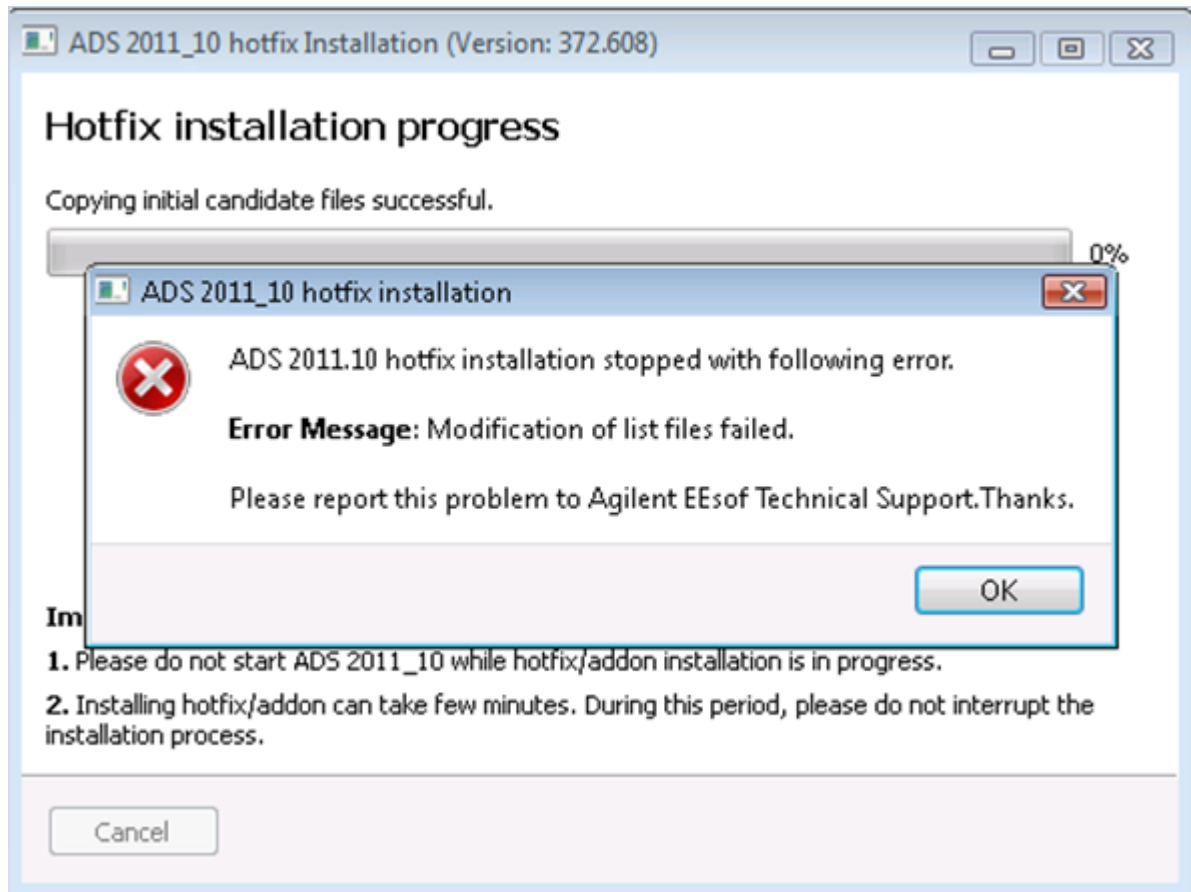 ADS 2011_10 hotfix Installation (Version: 372.608)
Hotfix installation progress
Copying initial candidate files successful.
0%
ADS 2011_10 hotfix installation
ADS 2011.10 hotfix installation stopped with following error.
Error Message: Modification of list files failed.
Please report this problem to Agilent EEsof Technical Support.Thanks.
OK
Im
1. Please do not start ADS 2011_10 while hotfix/addon installation is in progress.
2. Installing hotfix/addon can take few minutes. During this period, please do not interrupt the
installation process.
Cancel